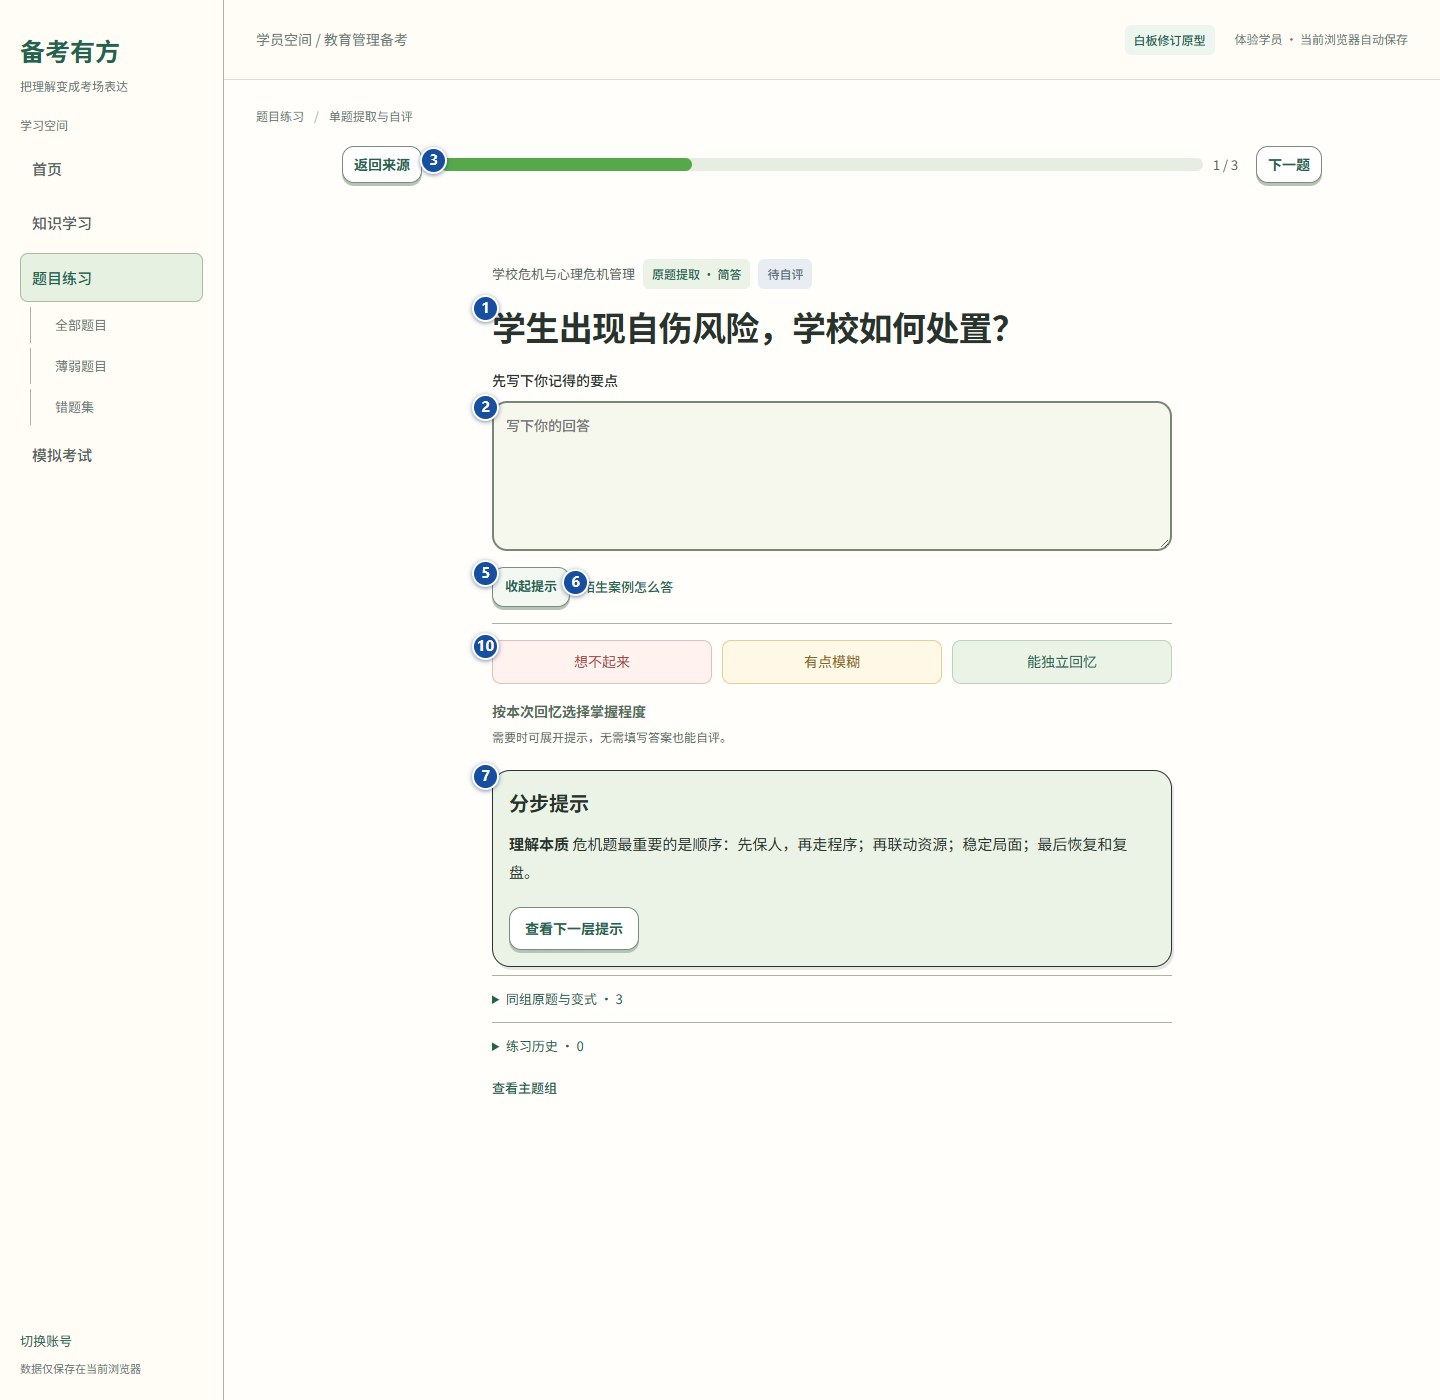 备考有方
把理解变成考场表达
学习空间
首页
知识学习
题目练习
全部题目
薄弱题目
错题集
模拟考试
切换账号
数据仅保存在当前浏览器
学员空间 / 教育管理备考
白板修订原型
体验学员 · 当前浏览器自动保存
题目练习 / 单题提取与自评
返回来源
3
1 / 3
下一题
学校危机与心理危机管理
原题提取 · 简答
待自评
1
学生出现自伤风险，学校如何处置？
先写下你记得的要点
2
写下你的回答
5
收起提示
6
生案例怎么答
10
想不起来
有点模糊
能独立回忆
按本次回忆选择掌握程度
需要时可展开提示，无需填写答案也能自评。
7
分步提示
理解本质 危机题最重要的是顺序：先保人，再走程序；再联动资源；稳定局面；最后恢复和复
盘。
查看下一层提示
▶ 同组原题与变式 · 3
▶ 练习历史 · 0
查看主题组